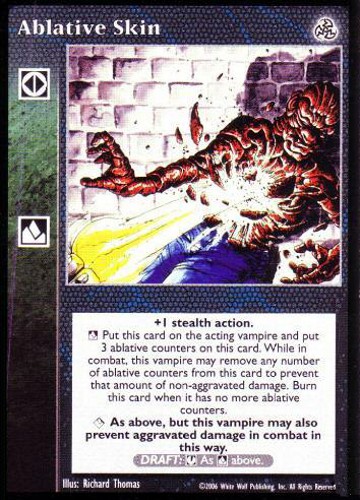 Ablative Skin
+1 stealth action.
Put this card on the acting vampire and put
3 ablative counters on this card. While in
combat, this vampire may remove any number
of ablative counters from this card to prevent
that amount of non-aggravated damage. Burn
this card when it has no more ablative
counters.
As above, but this vampire may also
prevent aggravated damage in combat in
this way.
DRAFT: As above.
Illus: Richard Thomas
©2006 White Wolf Publishing, Inc. All Rights Reserved